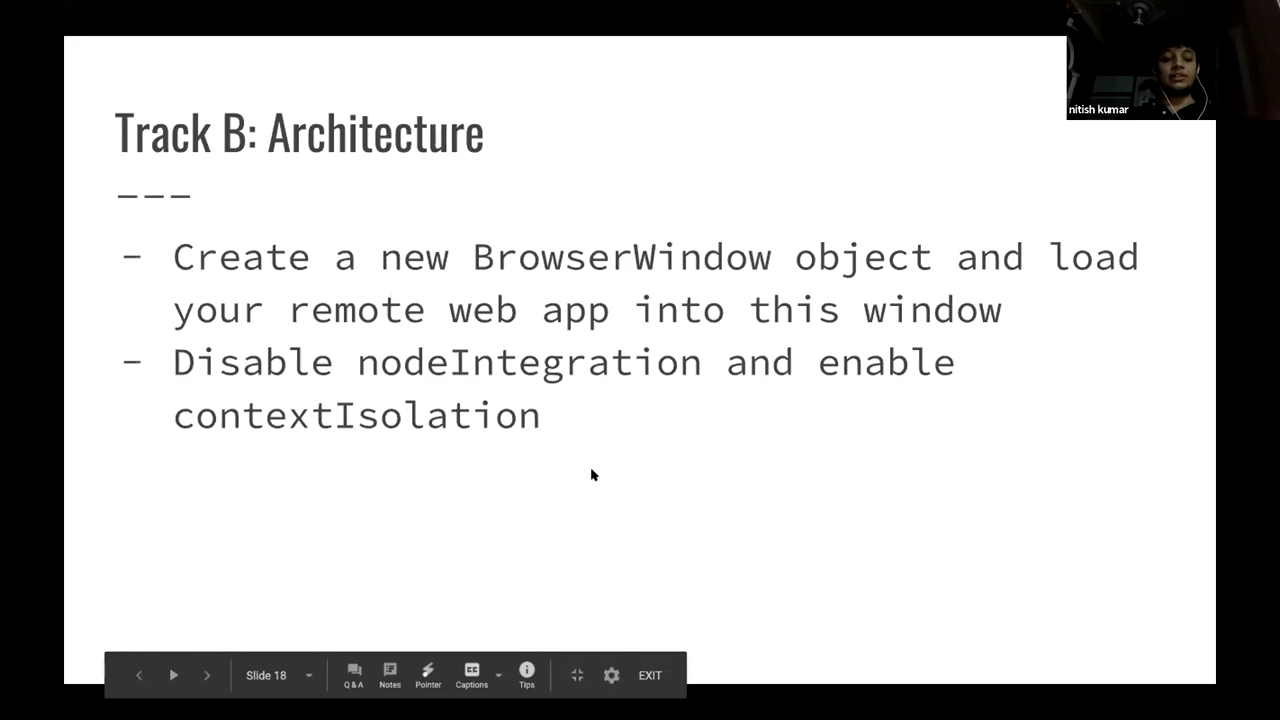 nitish kumar
Track B: Architecture
---
- Create a new BrowserWindow object and load
your remote web app into this window
- Disable nodeIntegration and enable
contextIsolation
Slide 18
Q & A
Notes
Pointer
CC
Captions
Tips
EXIT